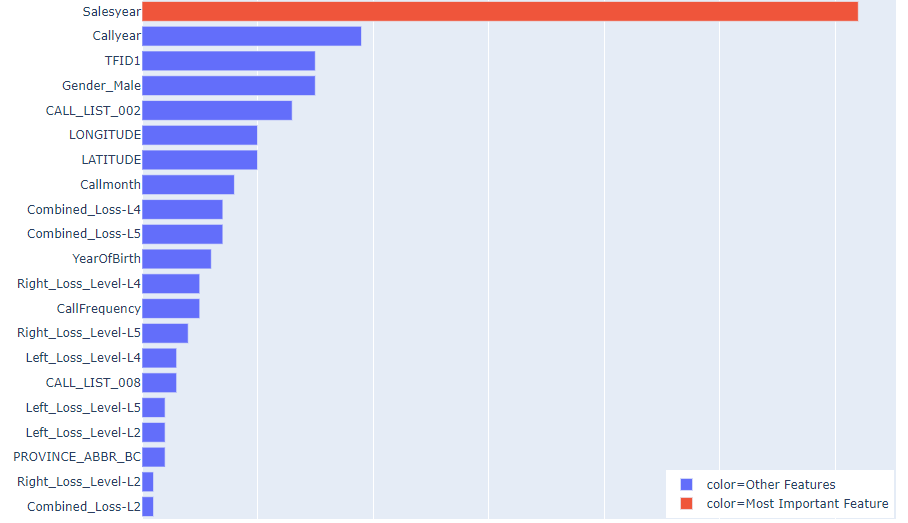 Salesyear
Callyear
TFID1
Gender_Male
CALL_LIST_002
LONGITUDE
LATITUDE
Callmonth
Combined_Loss-L4
Combined_Loss-L5
YearOfBirth
Right_Loss_Level-L4
CallFrequency
Right_Loss_Level-L5
Left_Loss_Level-L4
CALL_LIST_008
Left_Loss_Level-L5
Left_Loss_Level-L2
PROVINCE_ABBR_BC
Right_Loss_Level-L2
Combined_Loss-L2
color=Other Features
color=Most Important Feature